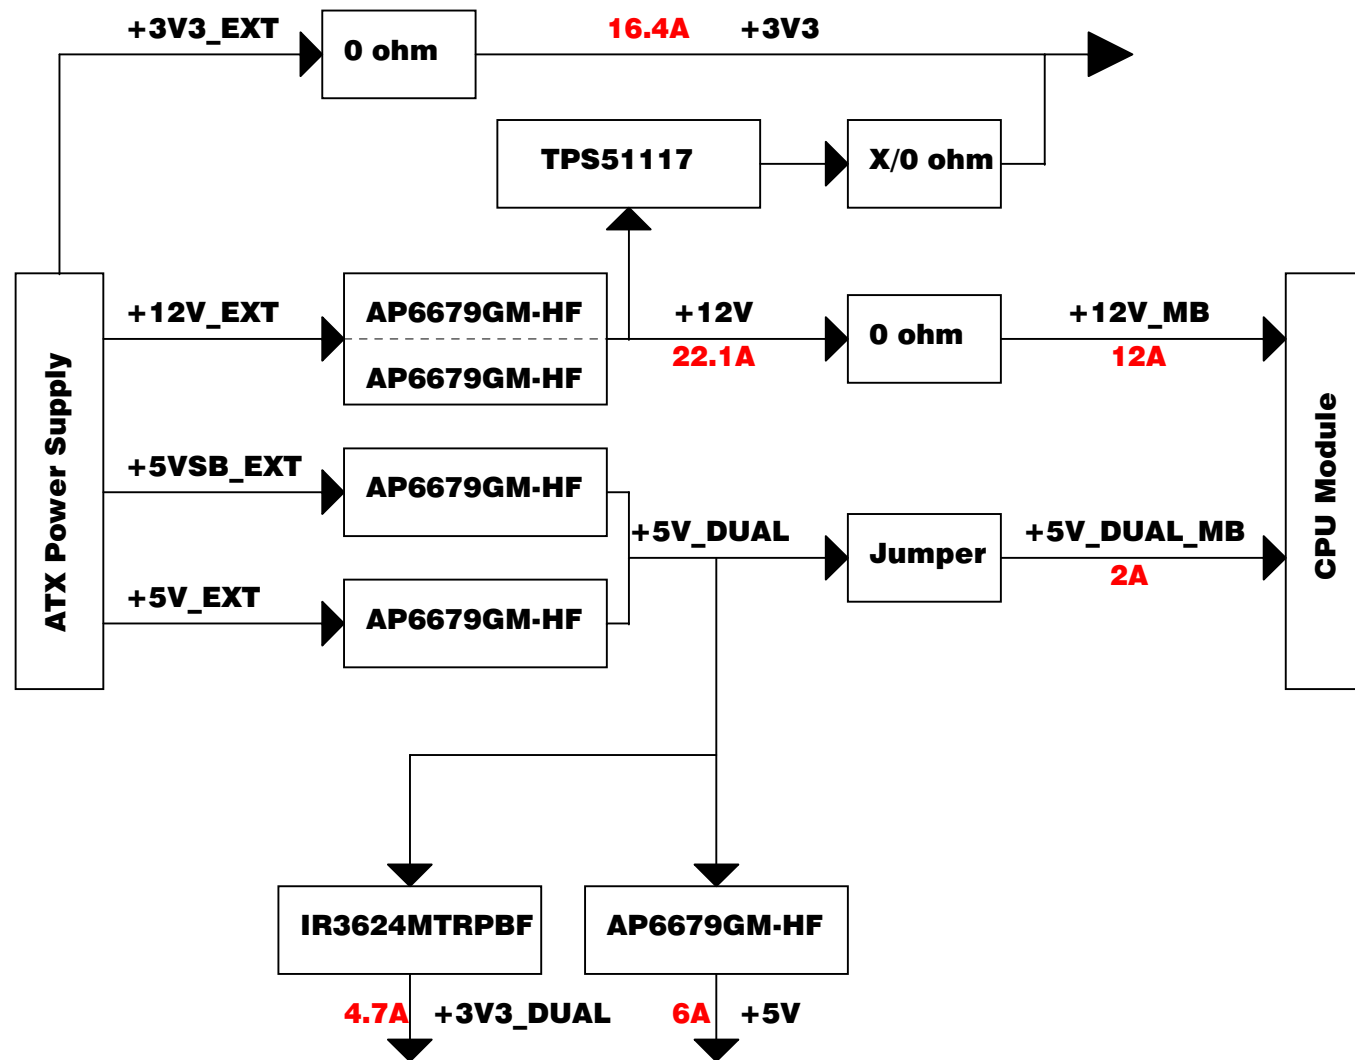 +3V3_EXT
0 ohm
16.4A +3V3
TPS51117
X/0 ohm
+12V_EXT
AP6679GM-HF
AP6679GM-HF
+12V
22.1A
0 ohm
+12V_MB
12A
ATX Power Supply
+5VSB_EXT
AP6679GM-HF
+5V_EXT
AP6679GM-HF
+5V_DUAL
Jumper
+5V_DUAL_MB
2A
CPU Module
IR3624MTRPBF
AP6679GM-HF
4.7A +3V3_DUAL
6A +5V